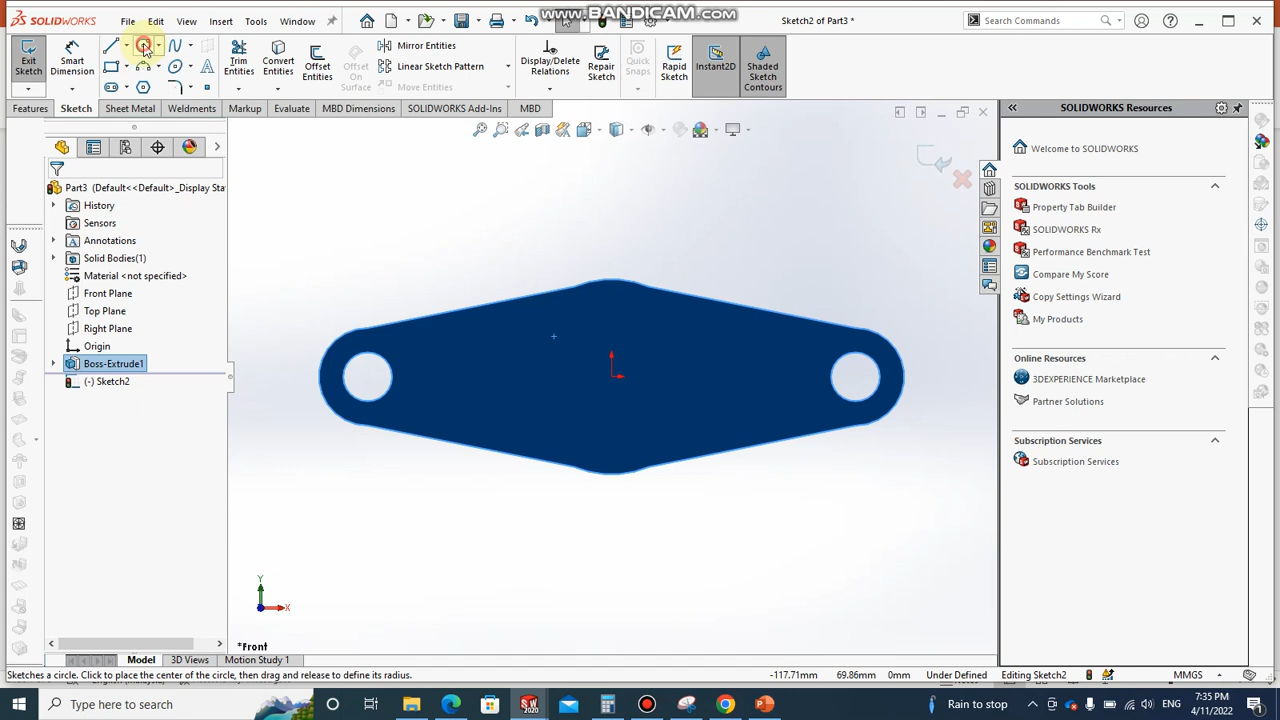 SOLIDWORKS File Edit View Insert Tools Window
www.BANDICAM.com
Sketch2 of Part3 *
Search Commands
Exit Sketch
Smart Dimension
Trim Entities
Convert Entities
Offset Entities
Offset On Surface
Mirror Entities
Linear Sketch Pattern
Move Entities
Display/Delete Relations
Repair Sketch
Quick Snaps
Rapid Sketch
Instant2D
Shaded Sketch Contours
Features Sketch Sheet Metal Weldments Markup Evaluate MBD Dimensions SOLIDWORKS Add-Ins MBD
SOLIDWORKS Resources
Part3 (Default<<Default>_Display Sta
History
Sensors
Annotations
Solid Bodies(1)
Material <not specified>
Front Plane
Top Plane
Right Plane
Origin
Boss-Extrude1
(-) Sketch2
Welcome to SOLIDWORKS
SOLIDWORKS Tools
Property Tab Builder
SOLIDWORKS Rx
Performance Benchmark Test
Compare My Score
Copy Settings Wizard
My Products
Online Resources
3DEXPERIENCE Marketplace
Partner Solutions
Subscription Services
Subscription Services
Y
X
*Front
Model 3D Views Motion Study 1
Sketches a circle. Click to place the center of the circle, then drag and release to define its radius.
-117.71mm 69.86mm 0mm Under Defined Editing Sketch2 MMGS
Type here to search
SW 2020
Rain to stop
ENG
7:35 PM
4/11/2022